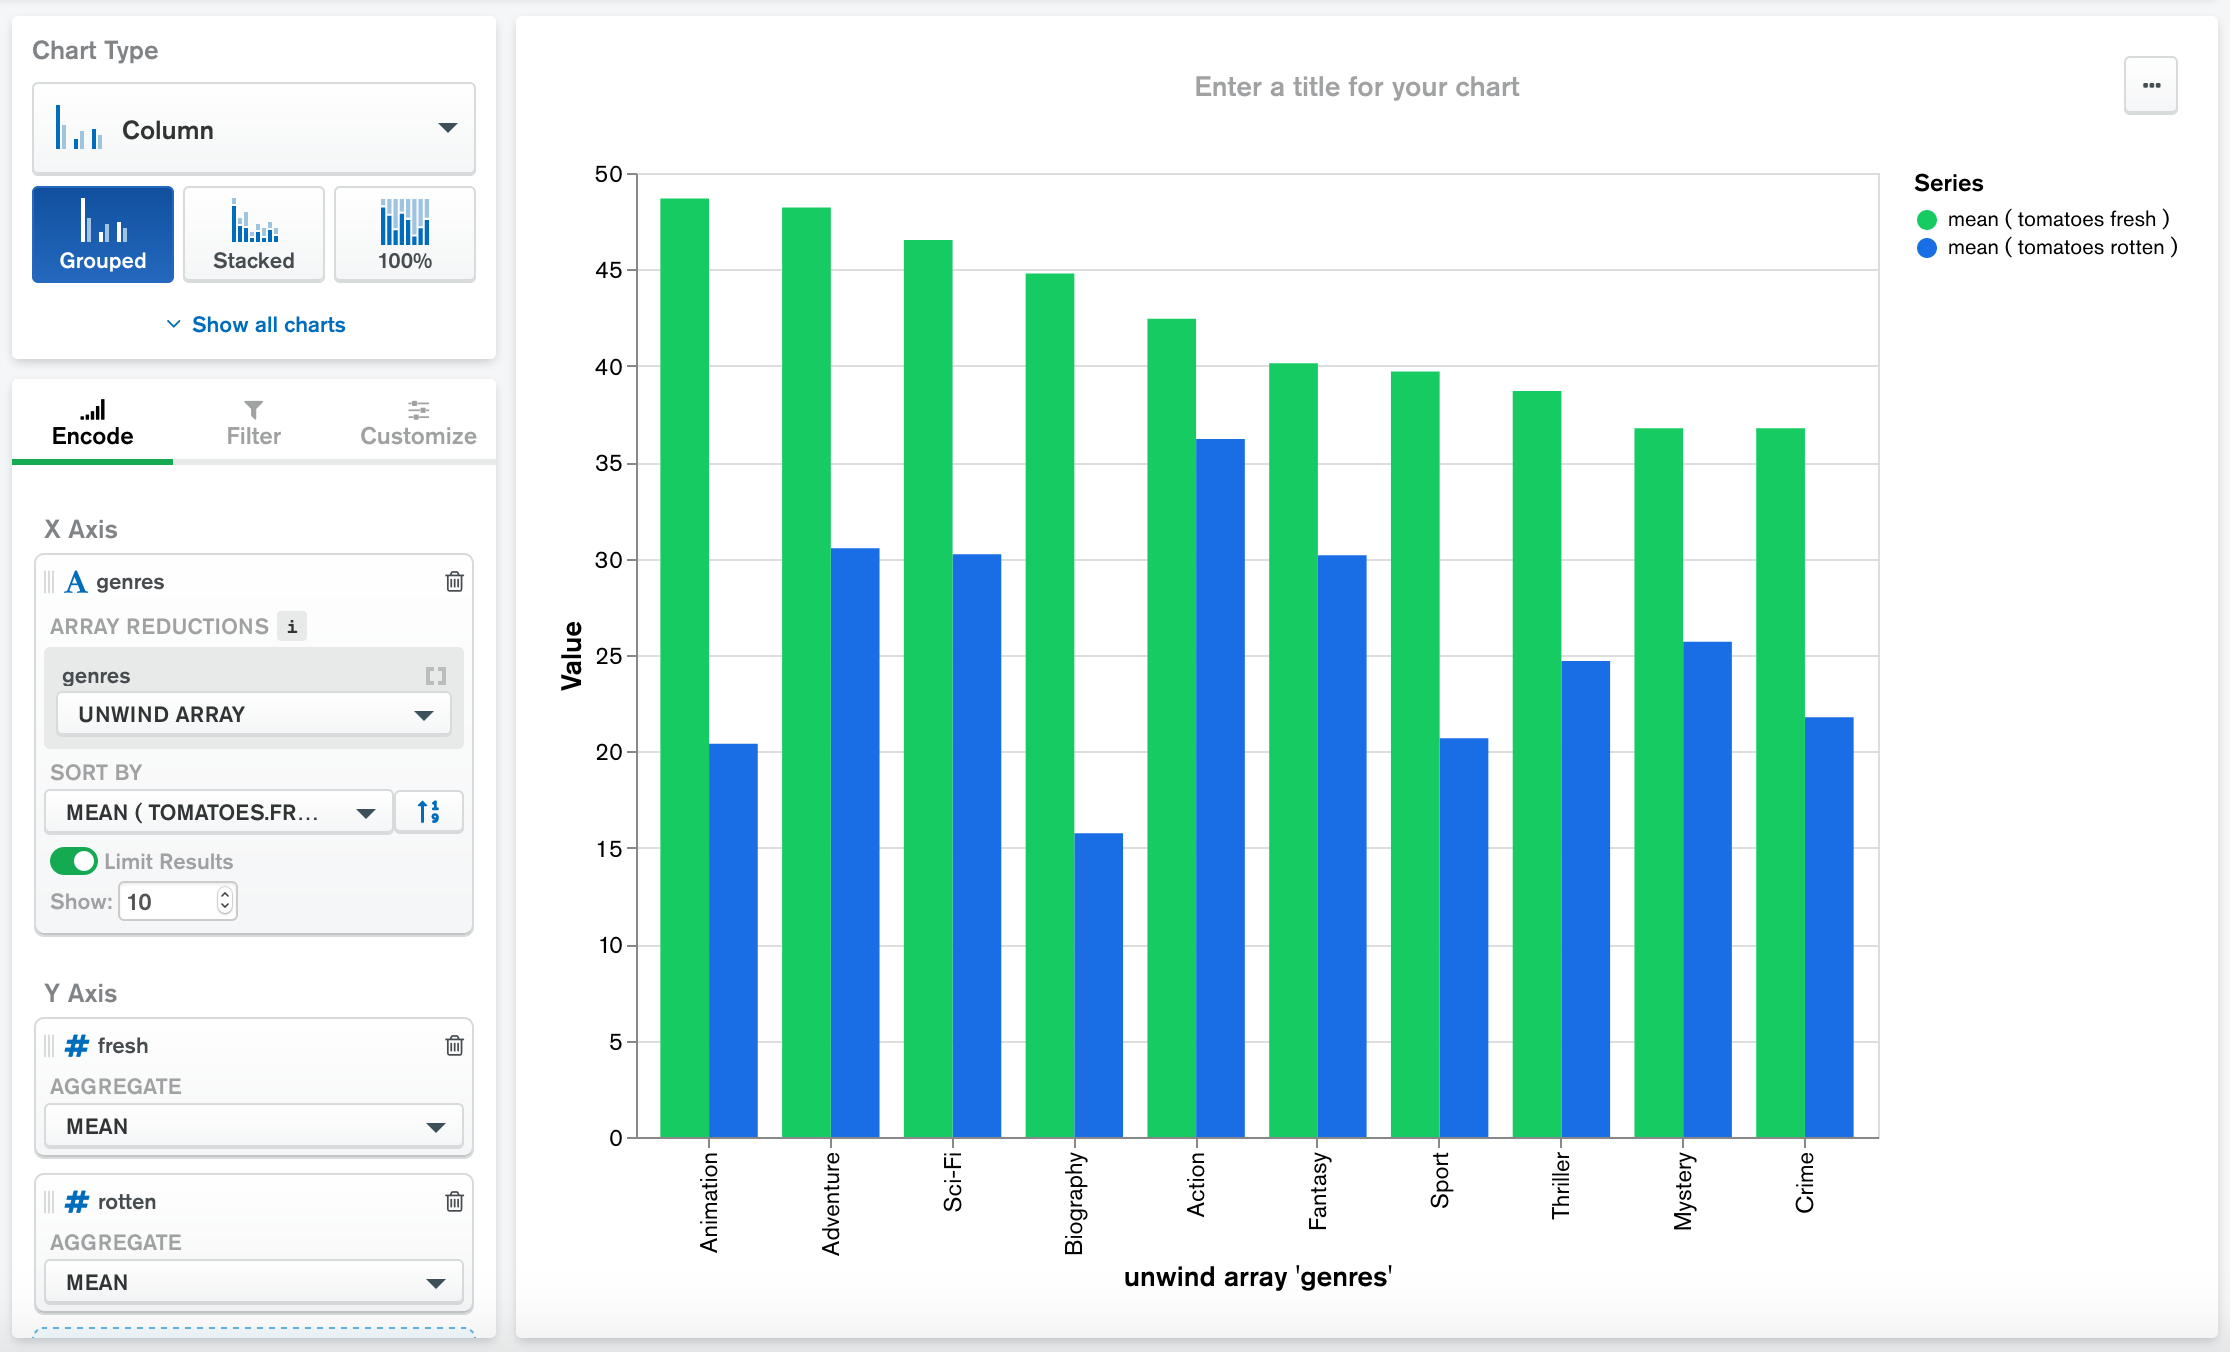 Chart Type
Column
Grouped
Stacked
100%
Show all charts
Encode
Filter
Customize
X Axis
A genres
ARRAY REDUCTIONS i
genres
UNWIND ARRAY
SORT BY
MEAN ( TOMATOES.FR...
1
9
Limit Results
Show: 10
Y Axis
# fresh
AGGREGATE
MEAN
# rotten
AGGREGATE
MEAN
Enter a title for your chart
...
50
45
40
35
30
25
20
15
10
5
0
Value
Animation
Adventure
Sci-Fi
Biography
Action
Fantasy
Sport
Thriller
Mystery
Crime
unwind array 'genres'
Series
mean ( tomatoes fresh )
mean ( tomatoes rotten )